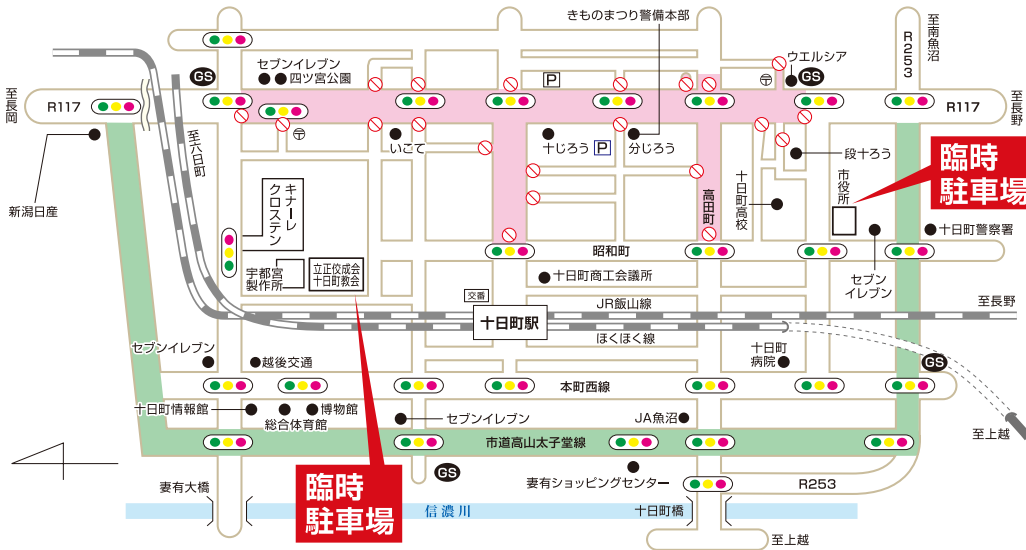 きものまつり警備本部
至南魚沼
R253
ウエルシア
セブンイレブン
四ツ宮公園
GS
GS
P
〒
至長岡
R117
R117
至長野
〒
至六日町
いこて
十じろう
P
分じろう
段十ろう
新潟日産
キナーレ
クロステン
高田町
十日町高校
市役所
臨時
駐車場
十日町警察署
昭和町
宇都宮
製作所
立正佼成会
十日町教会
十日町商工会議所
セブン
イレブン
交番
十日町駅
JR飯山線
至長野
ほくほく線
セブンイレブン
越後交通
十日町
病院
GS
本町西線
十日町情報館
博物館
総合体育館
セブンイレブン
JA魚沼
至上越
市道高山太子堂線
GS
臨時
駐車場
妻有ショッピングセンター
R253
妻有大橋
信濃川
十日町橋
至上越